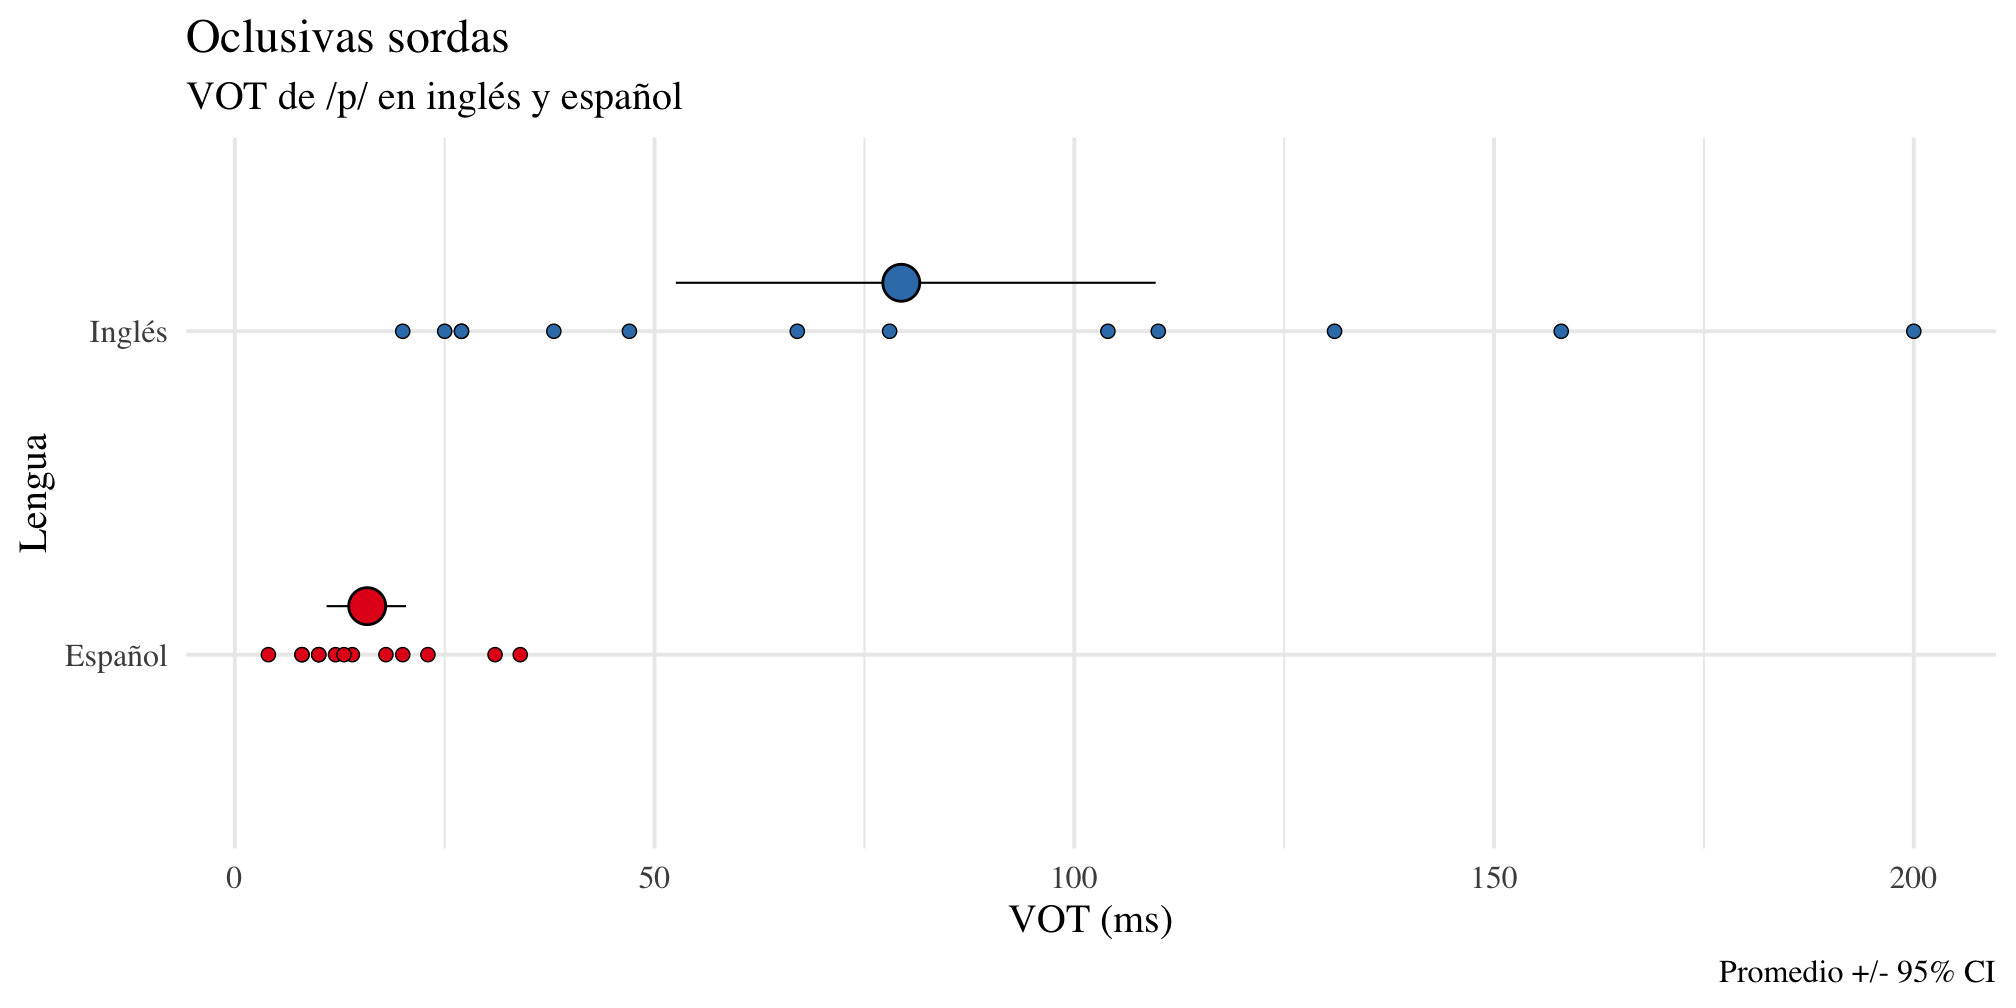 Oclusivas sordas
VOT de /p/ en inglés y español
Lengua
Inglés
Español
0 50 100 150 200
VOT (ms)
Promedio +/- 95% CI